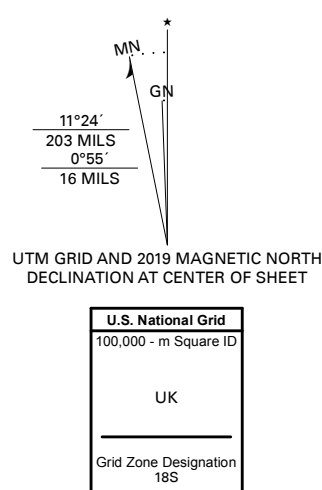 ★
MN
GN
11°24´
203 MILS
0°55´
16 MILS
UTM GRID AND 2019 MAGNETIC NORTH
DECLINATION AT CENTER OF SHEET
U.S. National Grid
100,000 - m Square ID
UK
Grid Zone Designation
18S